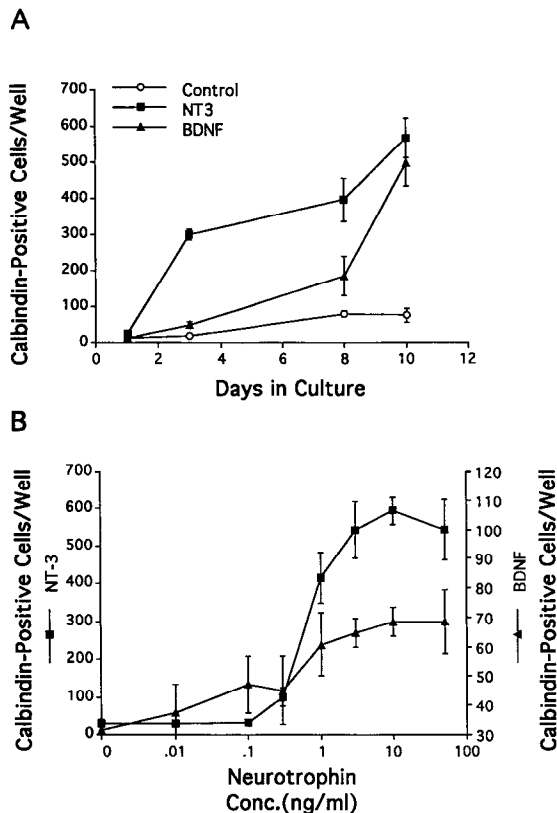 A
Control
NT3
BDNF
Calbindin-Positive Cells/Well
700
600
500
400
300
200
100
0
0 2 4 6 8 10 12
Days in Culture
B
Calbindin-Positive Cells/Well
NT-3
700
600
500
400
300
200
100
0
120
110
100
90
80
70
60
50
40
30
BDNF
Calbindin-Positive Cells/Well
0 .01 .1 1 10 100
Neurotrophin
Conc.(ng/ml)